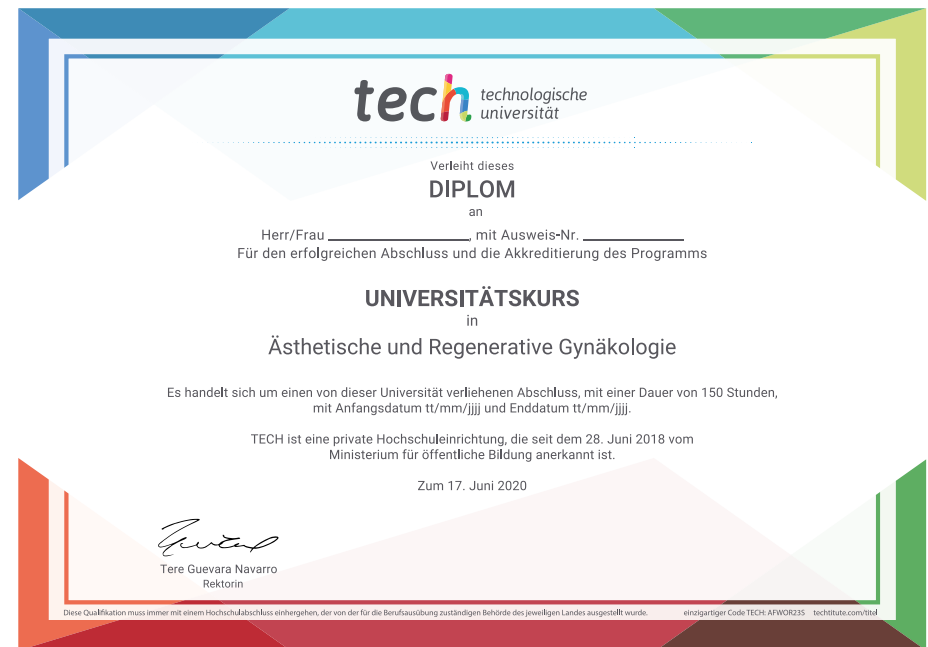 tech technologische
universität
Verleiht dieses
DIPLOM
an
Herr/Frau ____________________, mit Ausweis-Nr. ______________
Für den erfolgreichen Abschluss und die Akkreditierung des Programms
UNIVERSITÄTSKURS
in
Ästhetische und Regenerative Gynäkologie
Es handelt sich um einen von dieser Universität verliehenen Abschluss, mit einer Dauer von 150 Stunden,
mit Anfangsdatum tt/mm/jjjj und Enddatum tt/mm/jjjj.
TECH ist eine private Hochschuleinrichtung, die seit dem 28. Juni 2018 vom
Ministerium für öffentliche Bildung anerkannt ist.
Zum 17. Juni 2020
Tere Guevara Navarro
Rektorin
Diese Qualifikation muss immer mit einem Hochschulabschluss einhergehen, der von der für die Berufsausübung zuständigen Behörde des jeweiligen Landes ausgestellt wurde. einzigartiger Code TECH: AFWOR23S techtitute.com/titel